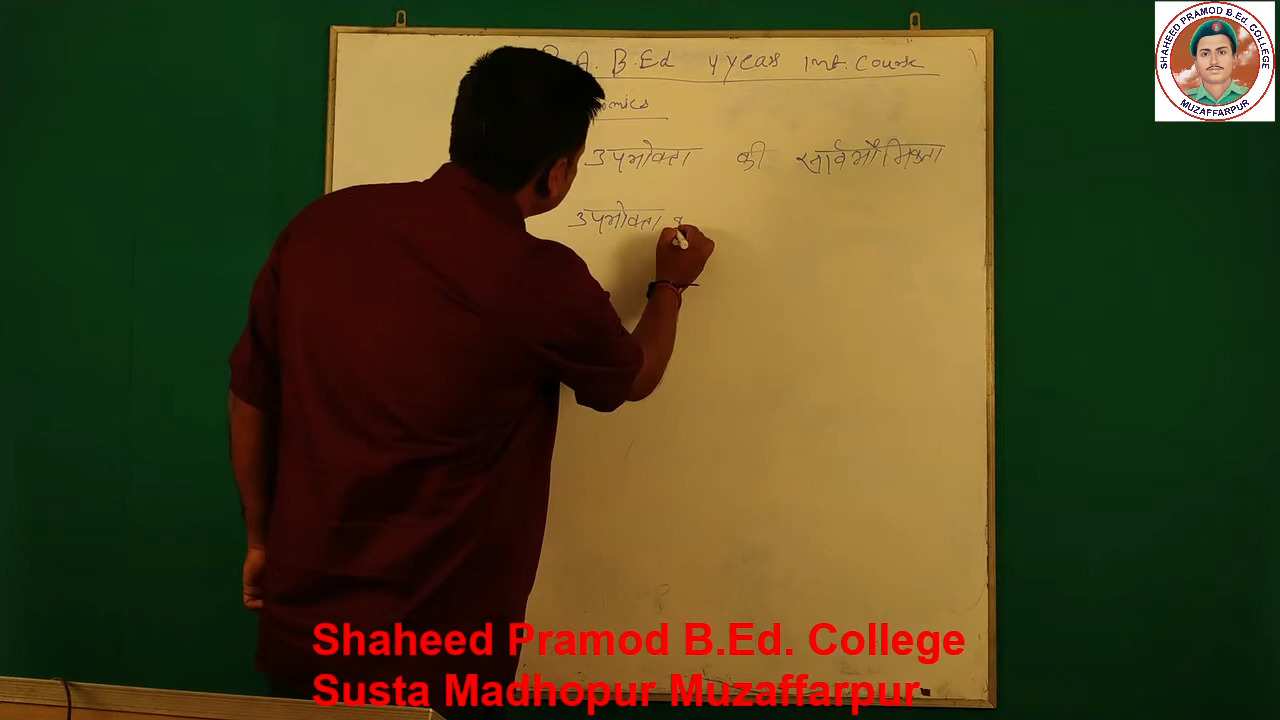 A. B.Ed 4 year Int. Course
उपभोक्ता की सार्वभौमिकता
उपभोक्ता
SHAHEED PRAMOD B.Ed. COLLEGE
MUZAFFARPUR
Shaheed Pramod B.Ed. College
Susta Madhopur Muzaffarpur